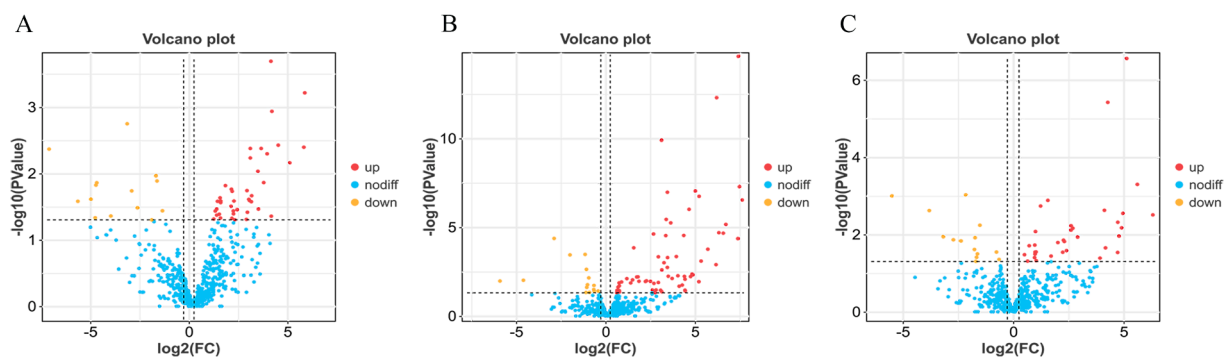 A
Volcano plot
-log10(PValue)
3
2
1
0
-5
0
5
log2(FC)
up
nodiff
down
B
Volcano plot
-log10(PValue)
10
5
0
-5
0
5
log2(FC)
up
nodiff
down
C
Volcano plot
-log10(PValue)
6
4
2
0
-5
0
5
log2(FC)
up
nodiff
down